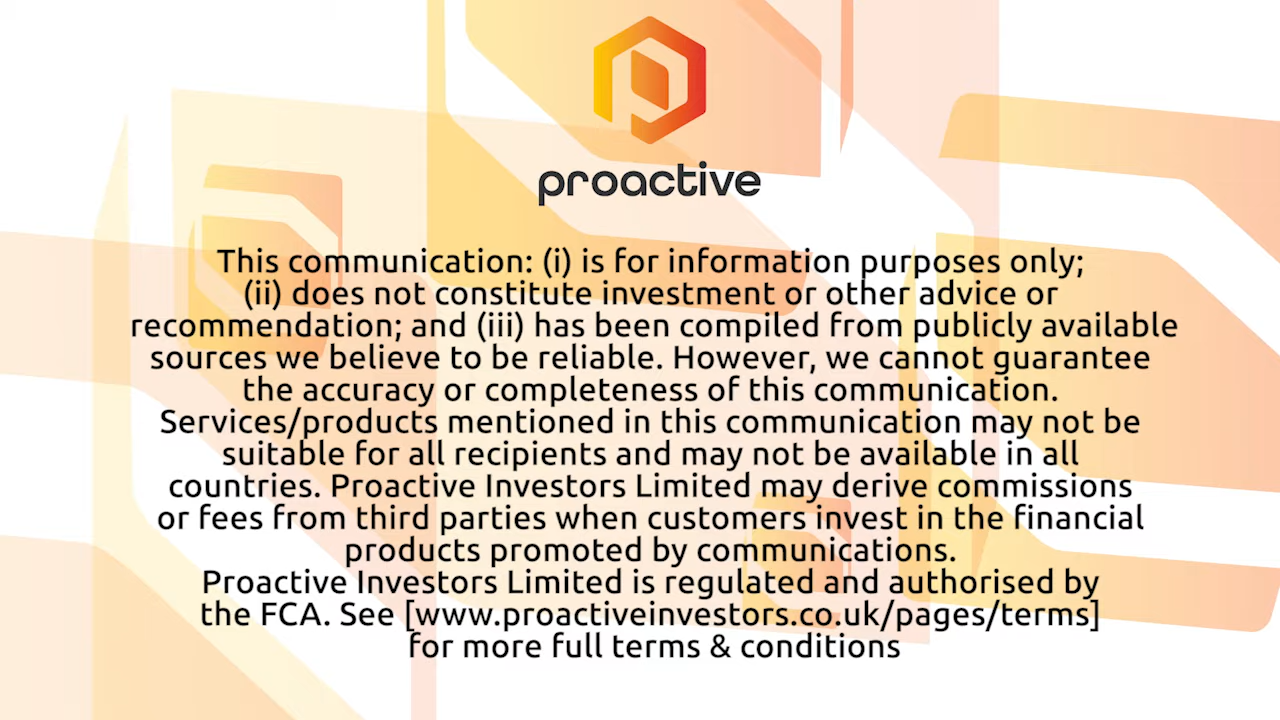 proactive
This communication: (i) is for information purposes only;
(ii) does not constitute investment or other advice or
recommendation; and (iii) has been compiled from publicly available
sources we believe to be reliable. However, we cannot guarantee
the accuracy or completeness of this communication.
Services/products mentioned in this communication may not be
suitable for all recipients and may not be available in all
countries. Proactive Investors Limited may derive commissions
or fees from third parties when customers invest in the financial
products promoted by communications.
Proactive Investors Limited is regulated and authorised by
the FCA. See [www.proactiveinvestors.co.uk/pages/terms]
for more full terms & conditions